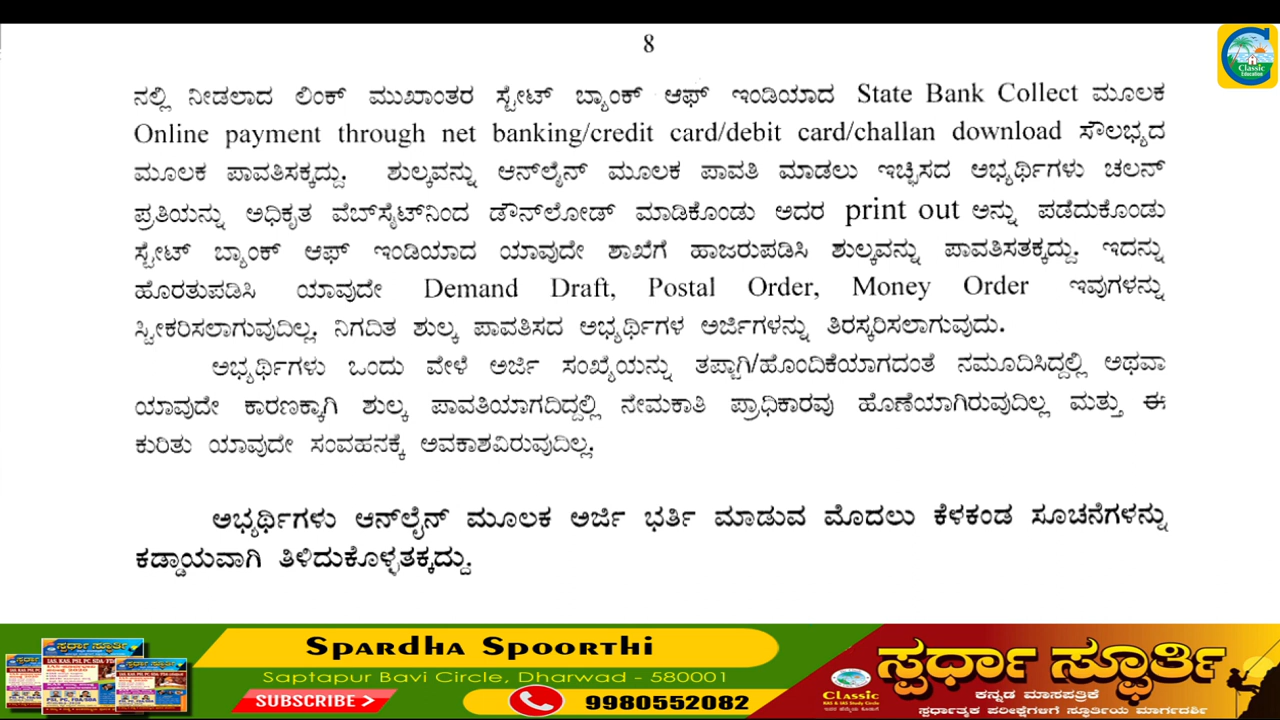 8
Classic
Education
ನಲ್ಲಿ ನೀಡಲಾದ ಲಿಂಕ್ ಮುಖಾಂತರ ಸ್ಟೇಟ್ ಬ್ಯಾಂಕ್ ಆಫ್ ಇಂಡಿಯಾದ State Bank Collect ಮೂಲಕ
Online payment through net banking/credit card/debit card/challan download ಸೌಲಭ್ಯದ
ಮೂಲಕ ಪಾವತಿಸಕ್ಕದ್ದು. ಶುಲ್ಕವನ್ನು ಆನ್‌ಲೈನ್ ಮೂಲಕ ಪಾವತಿ ಮಾಡಲು ಇಚ್ಛಿಸದ ಅಭ್ಯರ್ಥಿಗಳು ಚಲನ್
ಪ್ರತಿಯನ್ನು ಅಧಿಕೃತ ವೆಬ್‌ಸೈಟ್‌ನಿಂದ ಡೌನ್‌ಲೋಡ್ ಮಾಡಿಕೊಂಡು ಅದರ print out ಅನ್ನು ಪಡೆದುಕೊಂಡು
ಸ್ಟೇಟ್ ಬ್ಯಾಂಕ್ ಆಫ್ ಇಂಡಿಯಾದ ಯಾವುದೇ ಶಾಖೆಗೆ ಹಾಜರುಪಡಿಸಿ ಶುಲ್ಕವನ್ನು ಪಾವತಿಸತಕ್ಕದ್ದು. ಇದನ್ನು
ಹೊರತುಪಡಿಸಿ ಯಾವುದೇ Demand Draft, Postal Order, Money Order ಇವುಗಳನ್ನು
ಸ್ವೀಕರಿಸಲಾಗುವುದಿಲ್ಲ. ನಿಗದಿತ ಶುಲ್ಕ ಪಾವತಿಸದ ಅಭ್ಯರ್ಥಿಗಳ ಅರ್ಜಿಗಳನ್ನು ತಿರಸ್ಕರಿಸಲಾಗುವುದು.
ಅಭ್ಯರ್ಥಿಗಳು ಒಂದು ವೇಳೆ ಅರ್ಜಿ ಸಂಖ್ಯೆಯನ್ನು ತಪ್ಪಾಗಿ/ಹೊಂದಿಕೆಯಾಗದಂತೆ ನಮೂದಿಸಿದ್ದಲ್ಲಿ ಅಥವಾ
ಯಾವುದೇ ಕಾರಣಕ್ಕಾಗಿ ಶುಲ್ಕ ಪಾವತಿಯಾಗದಿದ್ದಲ್ಲಿ ನೇಮಕಾತಿ ಪ್ರಾಧಿಕಾರವು ಹೊಣೆಯಾಗಿರುವುದಿಲ್ಲ ಮತ್ತು ಈ
ಕುರಿತು ಯಾವುದೇ ಸಂವಹನಕ್ಕೆ ಅವಕಾಶವಿರುವುದಿಲ್ಲ.
ಅಭ್ಯರ್ಥಿಗಳು ಆನ್‌ಲೈನ್ ಮೂಲಕ ಅರ್ಜಿ ಭರ್ತಿ ಮಾಡುವ ಮೊದಲು ಕೆಳಕಂಡ ಸೂಚನೆಗಳನ್ನು
ಕಡ್ಡಾಯವಾಗಿ ತಿಳಿದುಕೊಳ್ಳತಕ್ಕದ್ದು.
Spardha Spoorthi
Saptapur Bavi Circle, Dharwad - 580001
SUBSCRIBE >
9980552082
ಸ್ಪರ್ಧಾ ಸ್ಫೂರ್ತಿ
ಕನ್ನಡ ಮಾಸಪತ್ರಿಕೆ
ಸ್ಪರ್ಧಾತ್ಮಕ ಪರೀಕ್ಷೆಗಳಿಗೆ ಸ್ಫೂರ್ತಿಯ ಮಾರ್ಗದರ್ಶಿ
Classic
KAS & IAS Study Circle